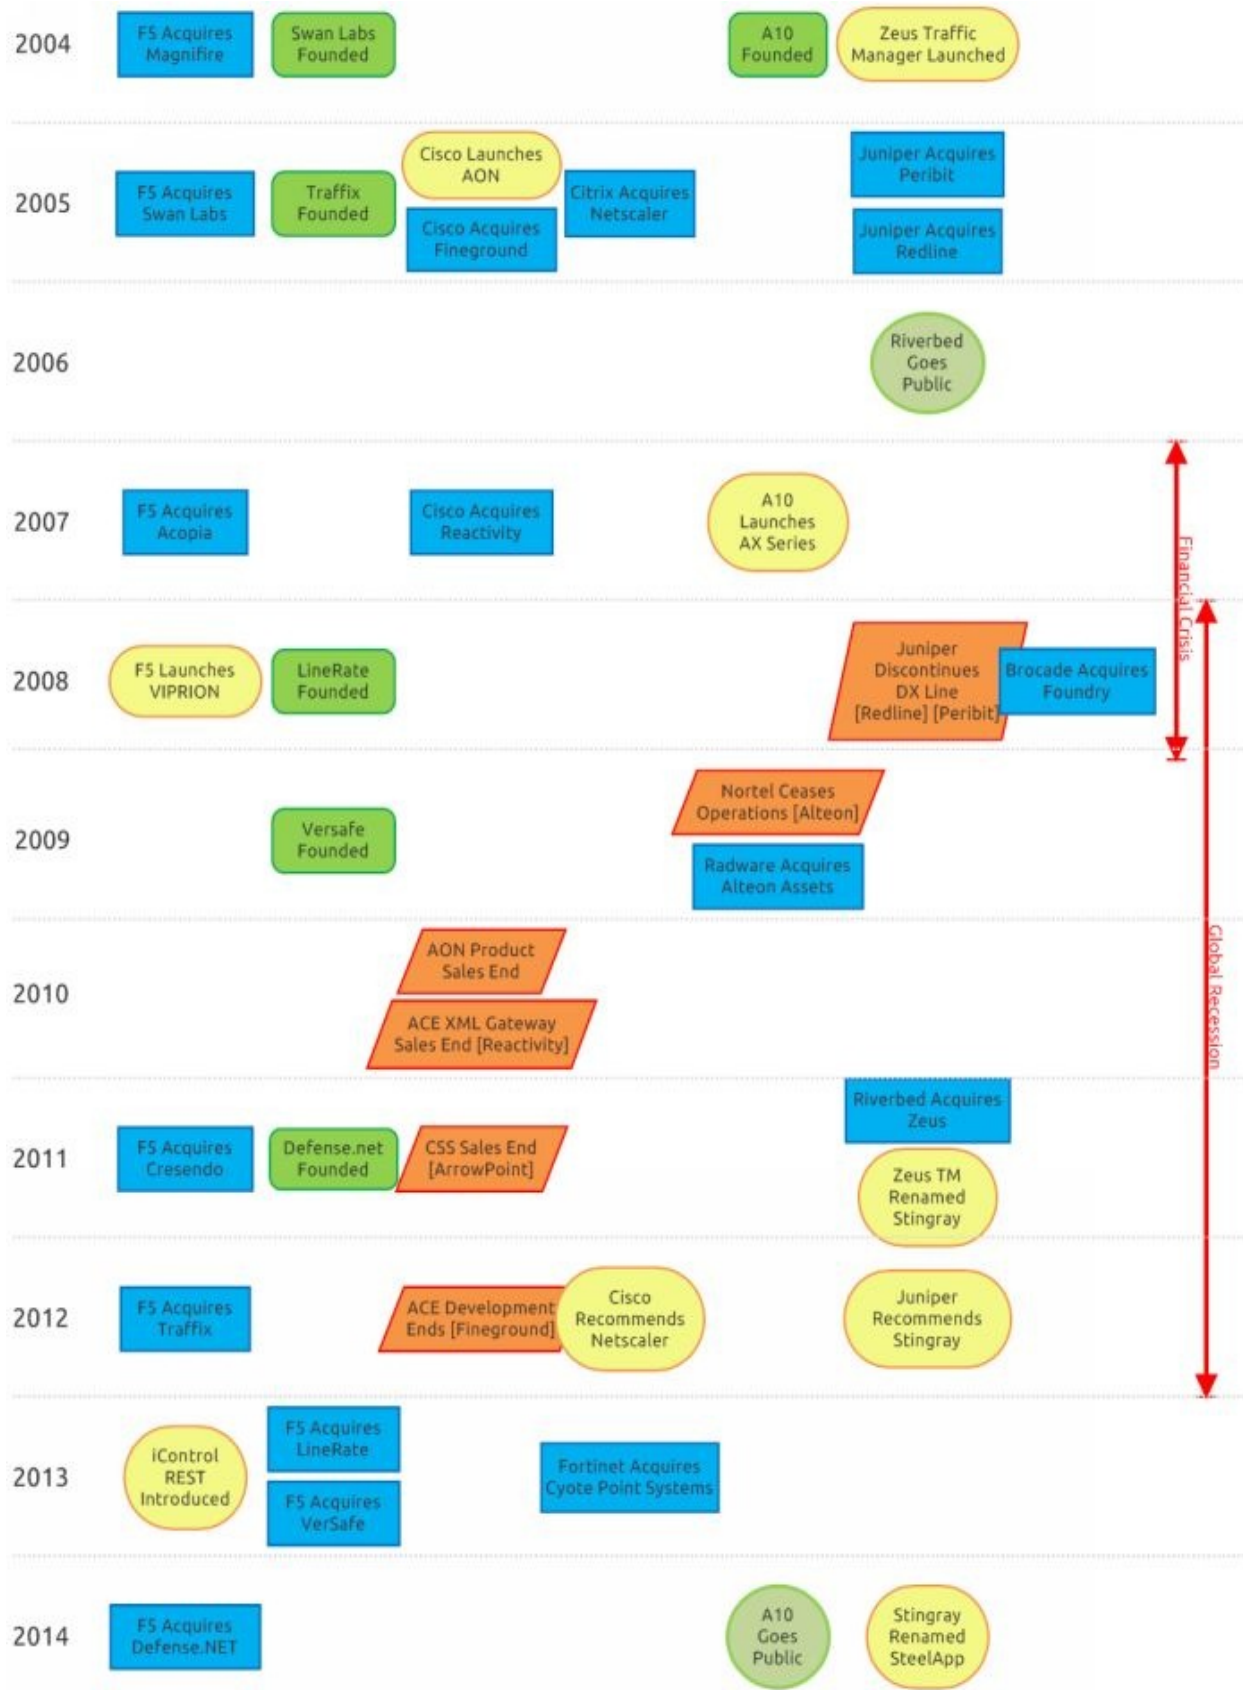 2004
F5 Acquires
Magnifire
Swan Labs
Founded
A10
Founded
Zeus Traffic
Manager Launched
2005
F5 Acquires
Swan Labs
Traffix
Founded
Cisco Launches
AON
Cisco Acquires
Fineground
Citrix Acquires
Netscaler
Juniper Acquires
Peribit
Juniper Acquires
Redline
2006
Riverbed
Goes
Public
2007
F5 Acquires
Acopia
Cisco Acquires
Reactivity
A10
Launches
AX Series
Financial Crisis
2008
F5 Launches
VIPRION
LineRate
Founded
Juniper
Discontinues
DX Line
[Redline] [Peribit]
Brocade Acquires
Foundry
2009
Versafe
Founded
Nortel Ceases
Operations [Alteon]
Radware Acquires
Alteon Assets
2010
AON Product
Sales End
ACE XML Gateway
Sales End [Reactivity]
Global Recession
2011
F5 Acquires
Cresendo
Defense.net
Founded
CSS Sales End
[ArrowPoint]
Riverbed Acquires
Zeus
Zeus TM
Renamed
Stingray
2012
F5 Acquires
Traffix
ACE Development
Ends [Fineground]
Cisco
Recommends
Netscaler
Juniper
Recommends
Stingray
2013
iControl
REST
Introduced
F5 Acquires
LineRate
F5 Acquires
VerSafe
Fortinet Acquires
Cyote Point Systems
2014
F5 Acquires
Defense.NET
A10
Goes
Public
Stingray
Renamed
SteelApp